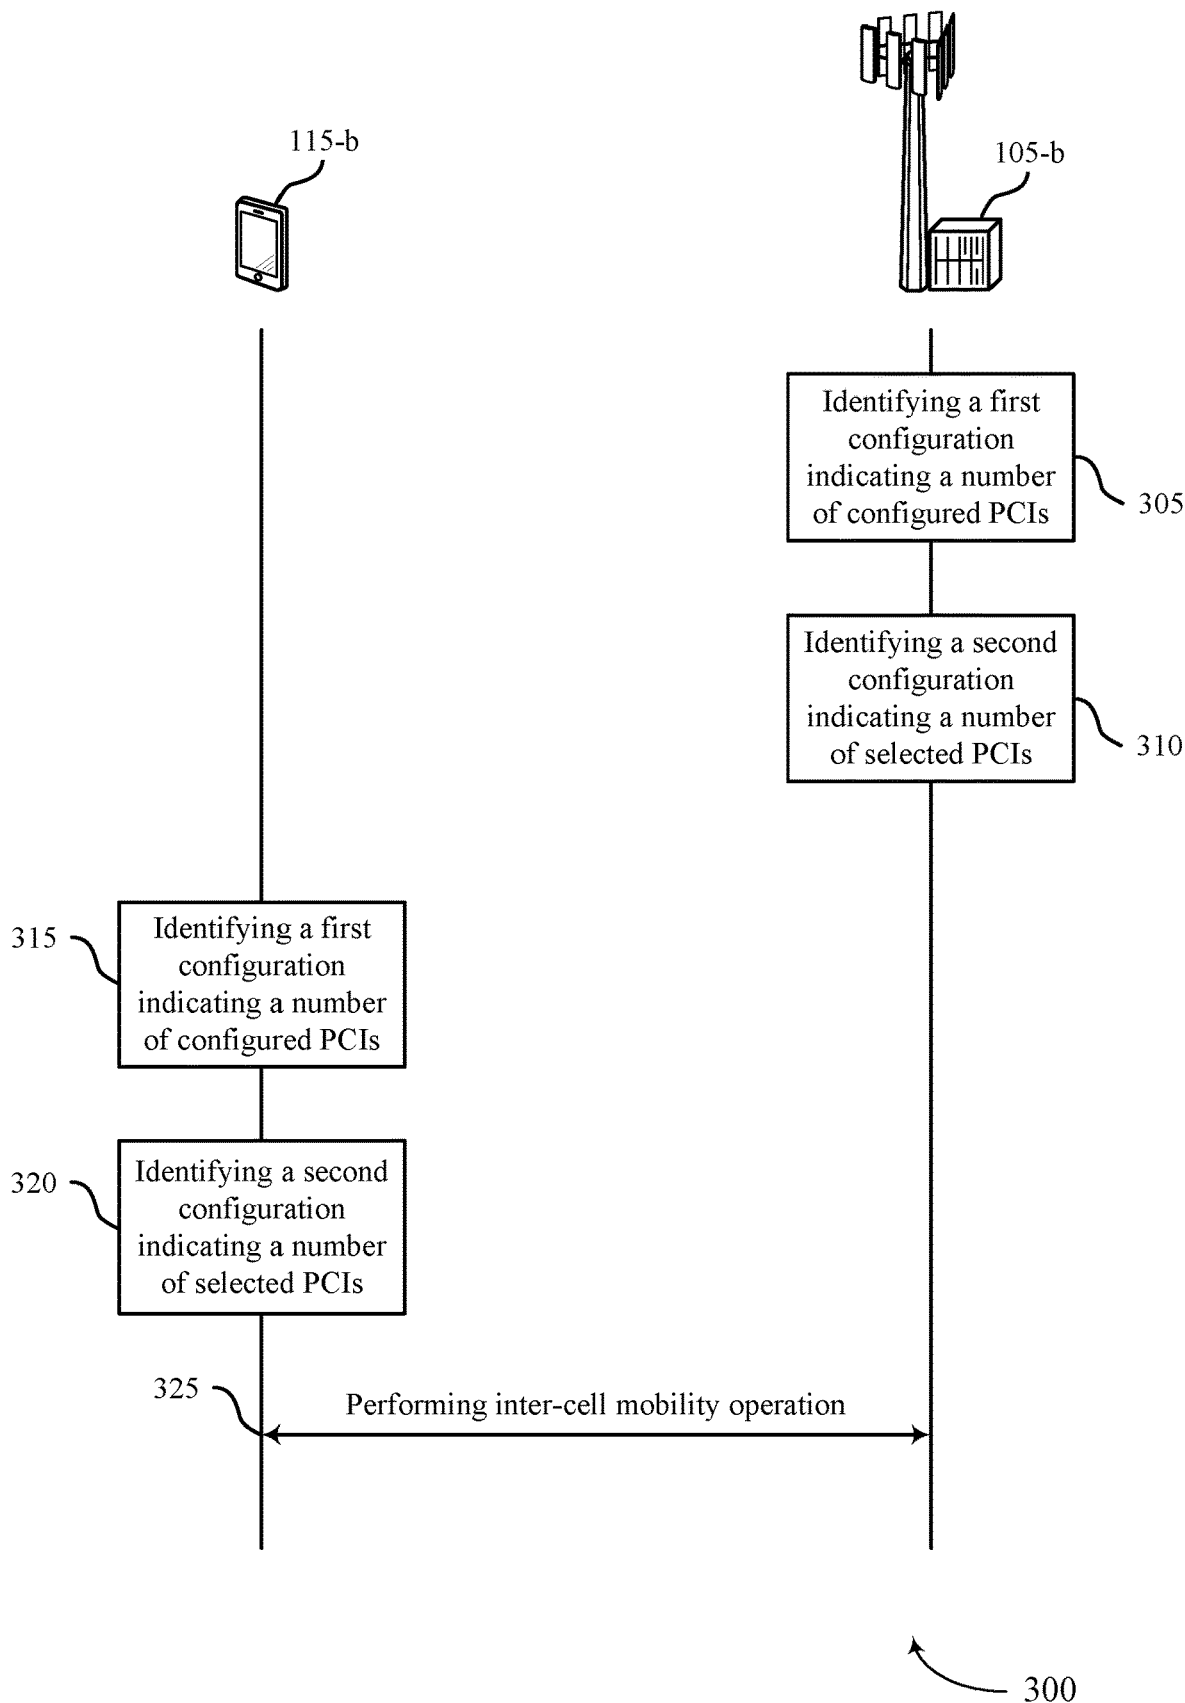 115-b
105-b
Identifying a first
configuration
indicating a number
of configured PCIs
305
Identifying a second
configuration
indicating a number
of selected PCIs
310
315
Identifying a first
configuration
indicating a number
of configured PCIs
320
Identifying a second
configuration
indicating a number
of selected PCIs
325
Performing inter-cell mobility operation
300